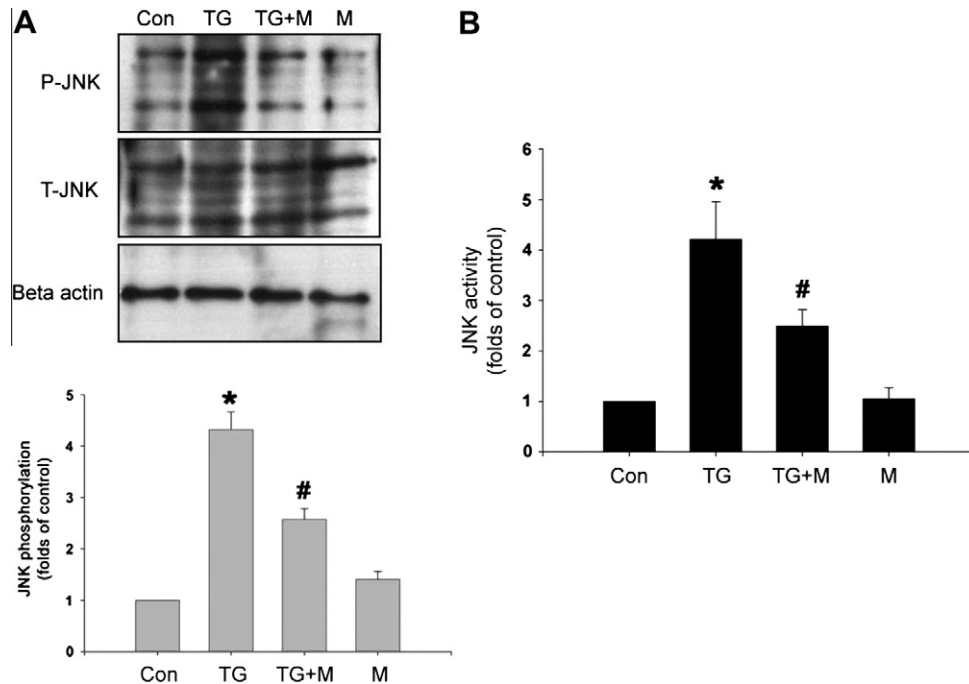 A
Con TG TG+M M
P-JNK
T-JNK
Beta actin
JNK phosphorylation
(folds of control)
5
*
4
3
#
2
1
0
Con TG TG+M M
B
JNK activity
(folds of control)
6
5
*
4
3
#
2
1
0
Con TG TG+M M